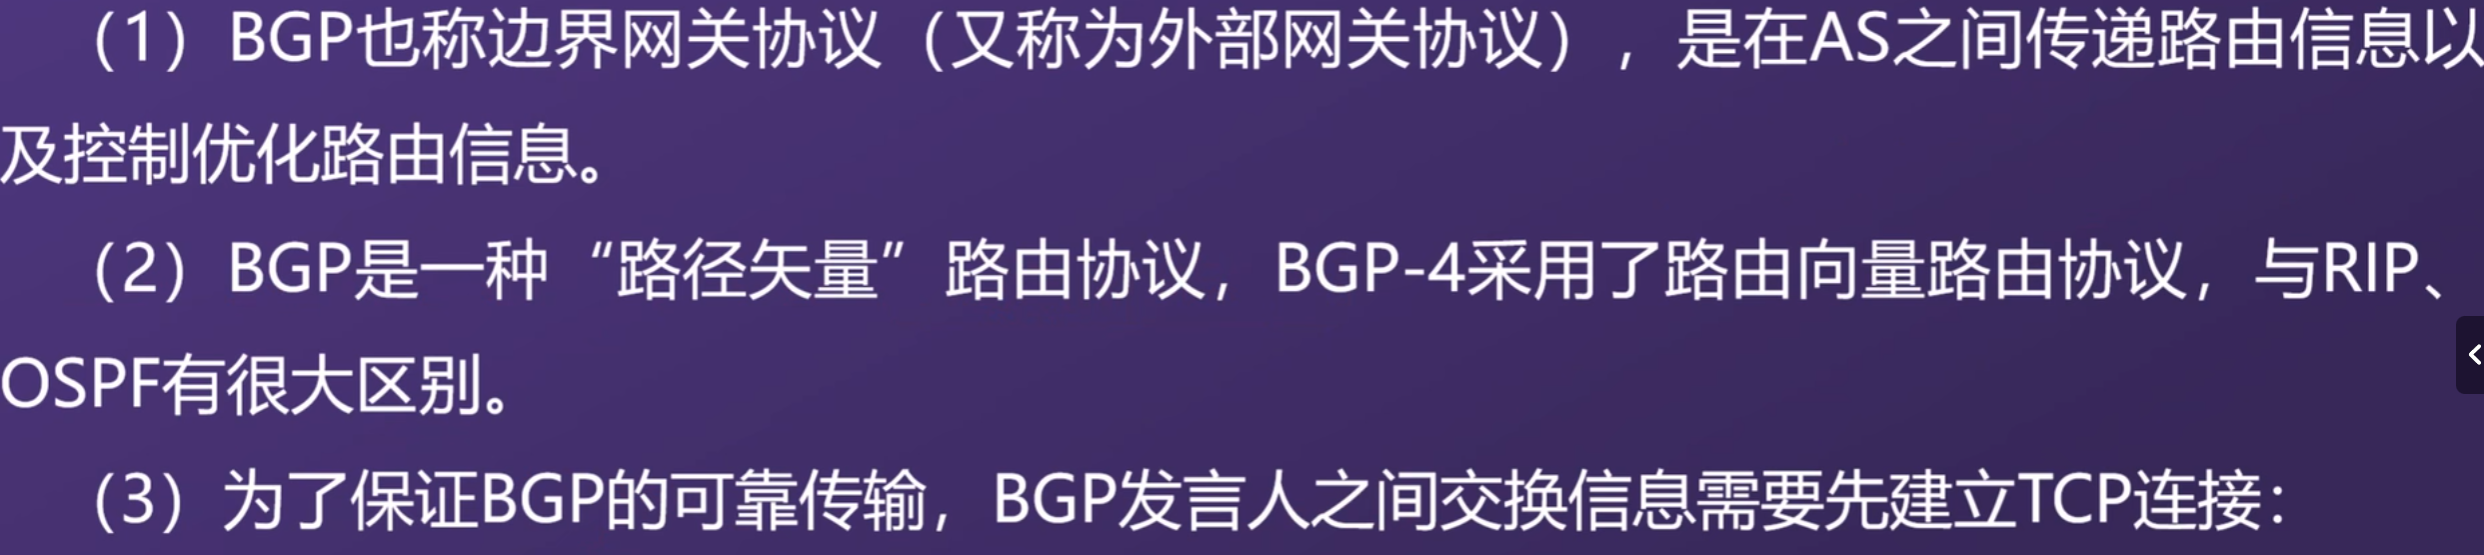 （1）BGP也称边界网关协议（又称为外部网关协议），是在AS之间传递路由信息以
及控制优化路由信息。
（2）BGP是一种“路径矢量”路由协议，BGP-4采用了路由向量路由协议，与RIP、
OSPF有很大区别。
（3）为了保证BGP的可靠传输，BGP发言人之间交换信息需要先建立TCP连接：